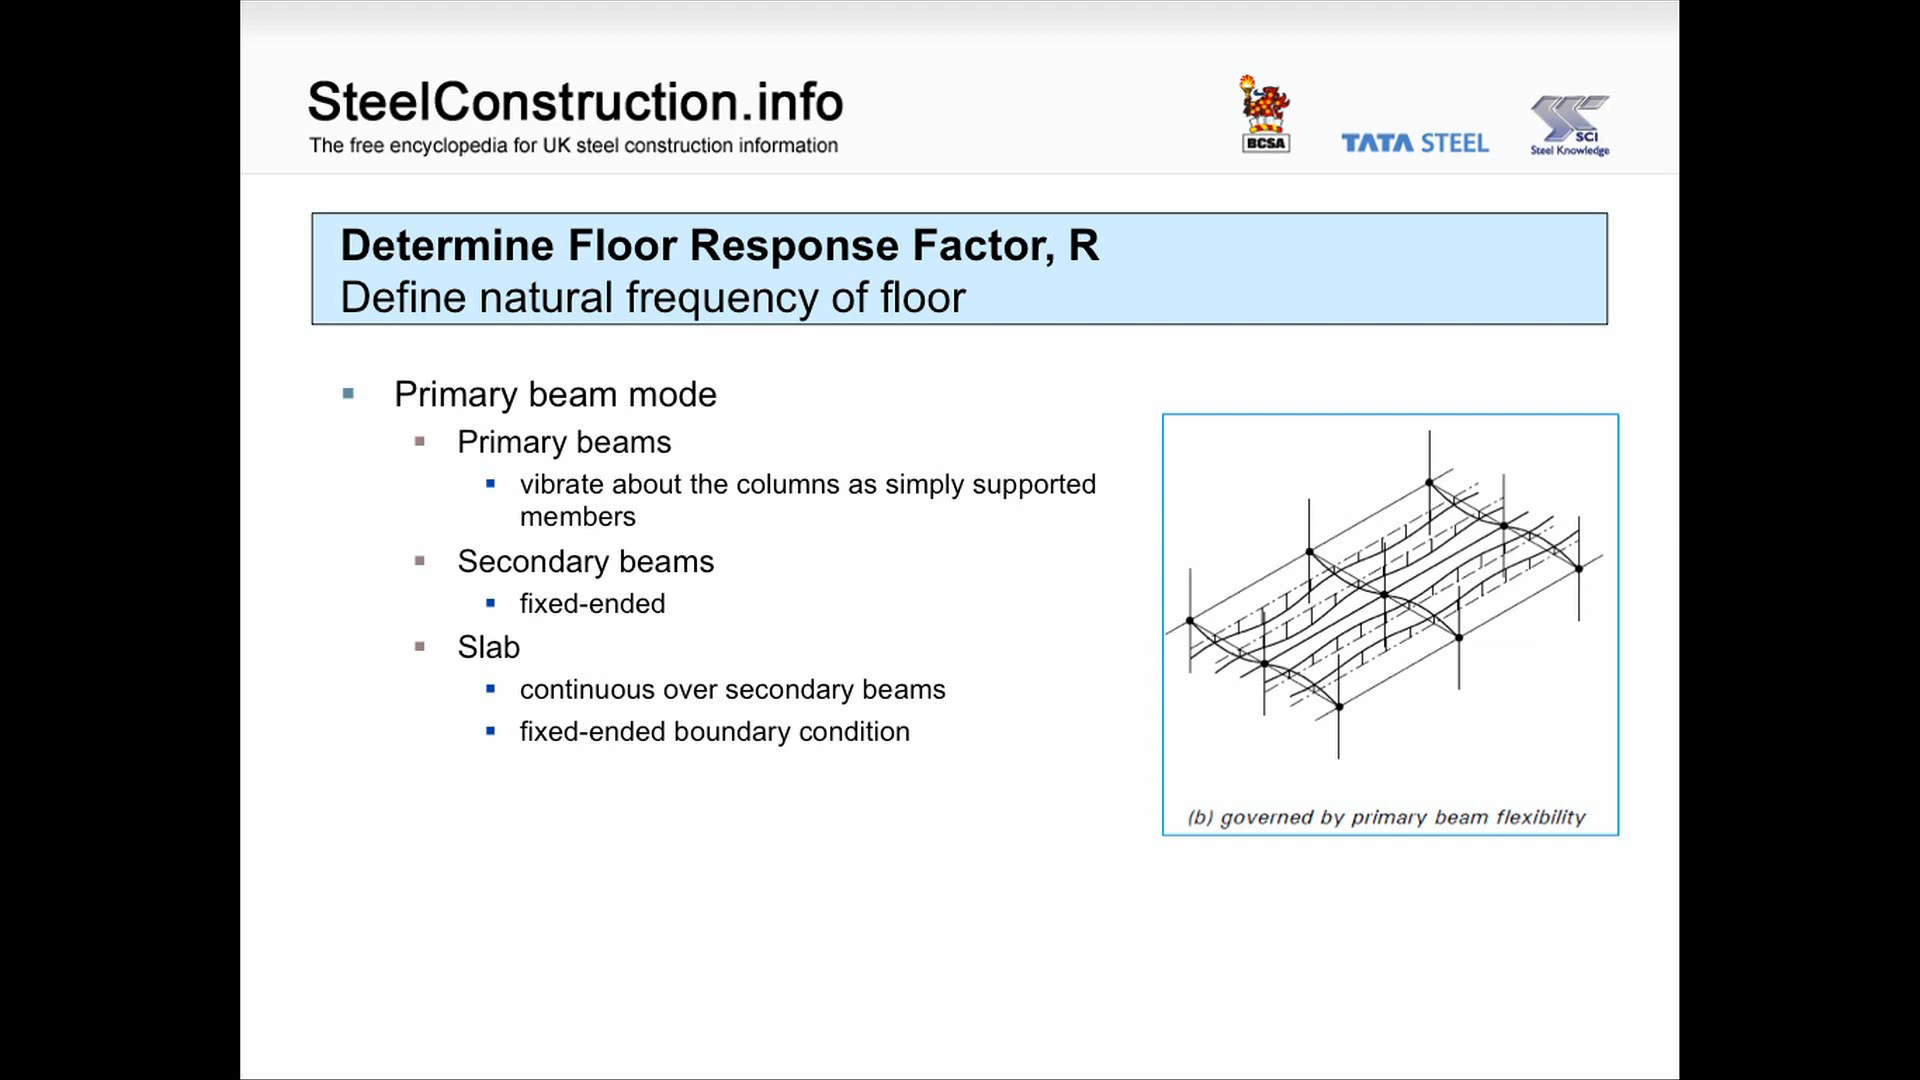 SteelConstruction.info
The free encyclopedia for UK steel construction information
BCSA
TATA STEEL
SCI
Steel Knowledge
Determine Floor Response Factor, R
Define natural frequency of floor
Primary beam mode
Primary beams
vibrate about the columns as simply supported
members
Secondary beams
fixed-ended
Slab
continuous over secondary beams
fixed-ended boundary condition
(b) governed by primary beam flexibility